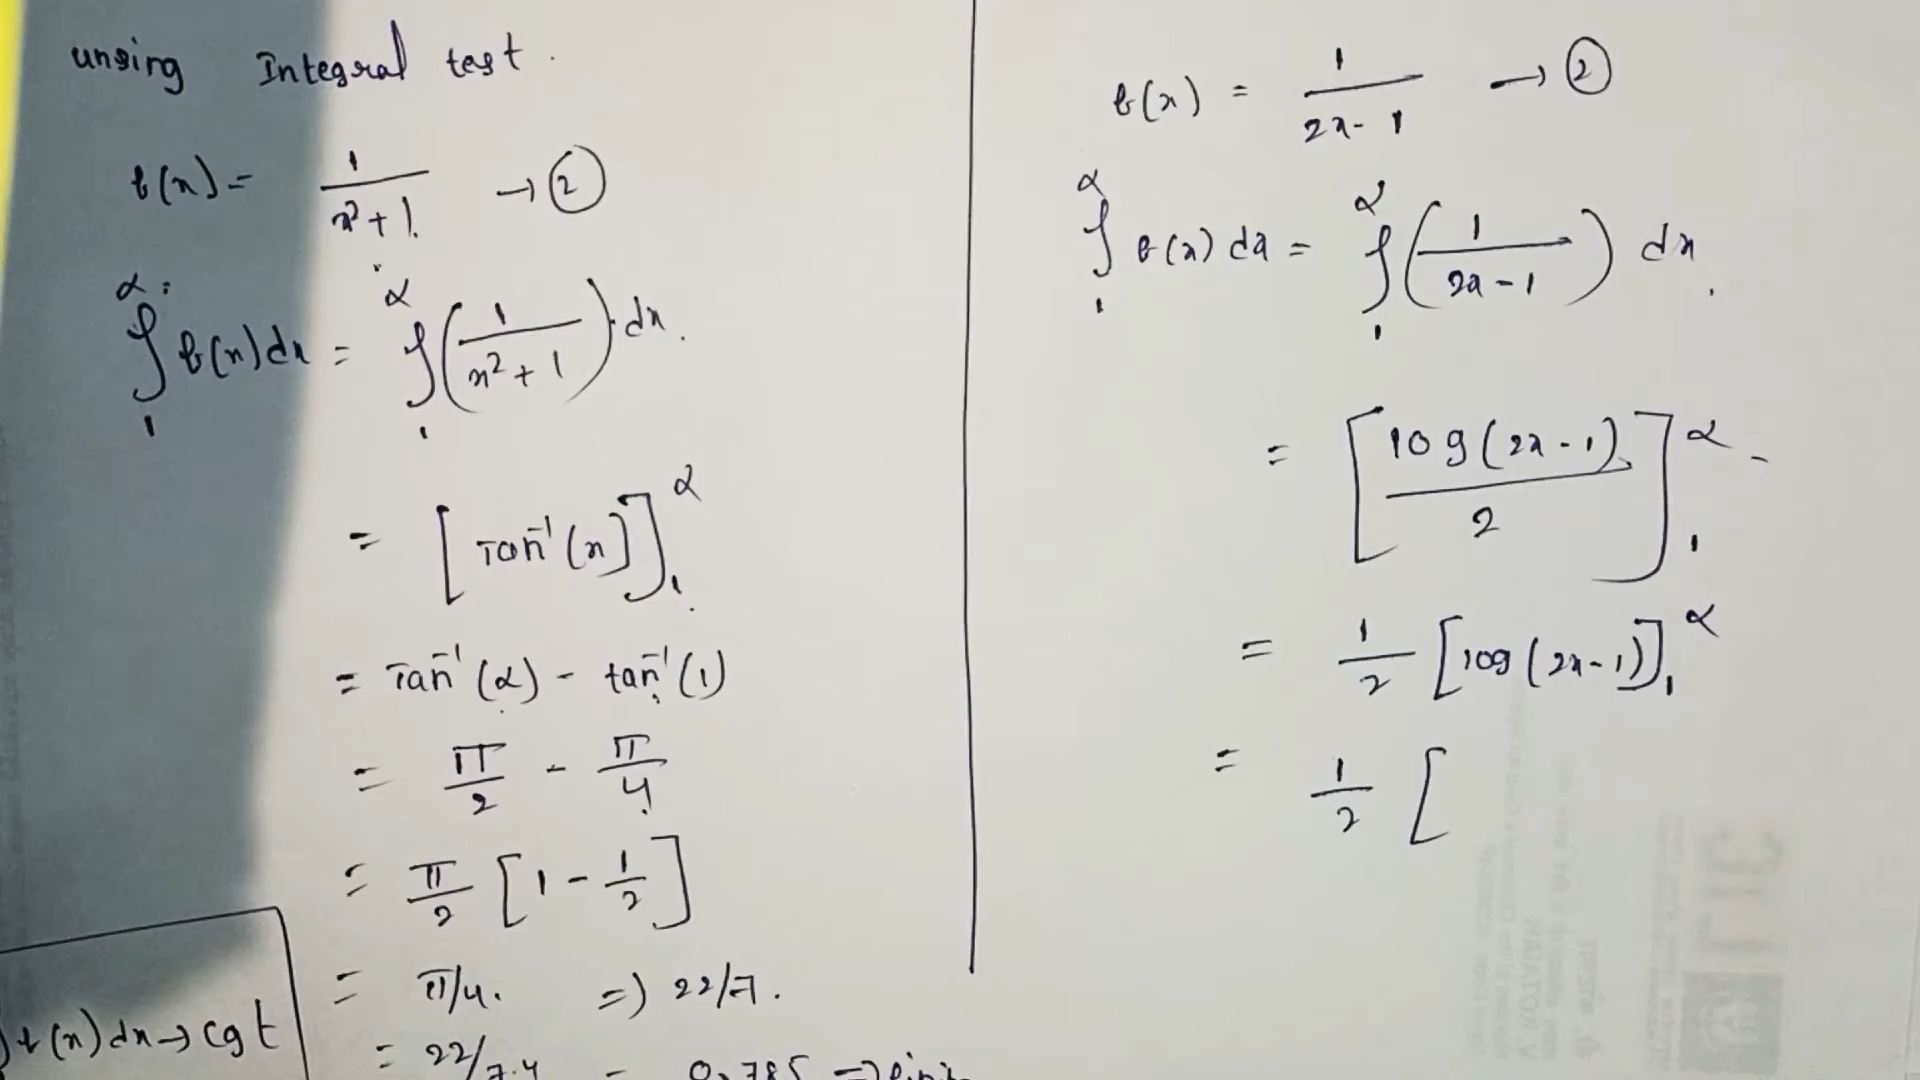 unsing Integral test.
f(x) = 1/(x²+1) → ②
∫₁^α f(x)dx = ∫₁^α (1/(x²+1)) dx.
= [Tan⁻¹(x)]₁^α
= Tan⁻¹(α) - tan⁻¹(1)
= π/2 - π/4
= π/2 [1 - 1/2]
= π/4. => 22/7.
= 22/7.4 = 0.785 =>
f(x) dx → cgt
f(x) = 1/(2x-1) → ②
∫₁^α f(x) dx = ∫₁^α (1/(2x-1)) dx.
= [log(2x-1)/2]₁^α
= 1/2 [log(2x-1)]₁^α
= 1/2 [